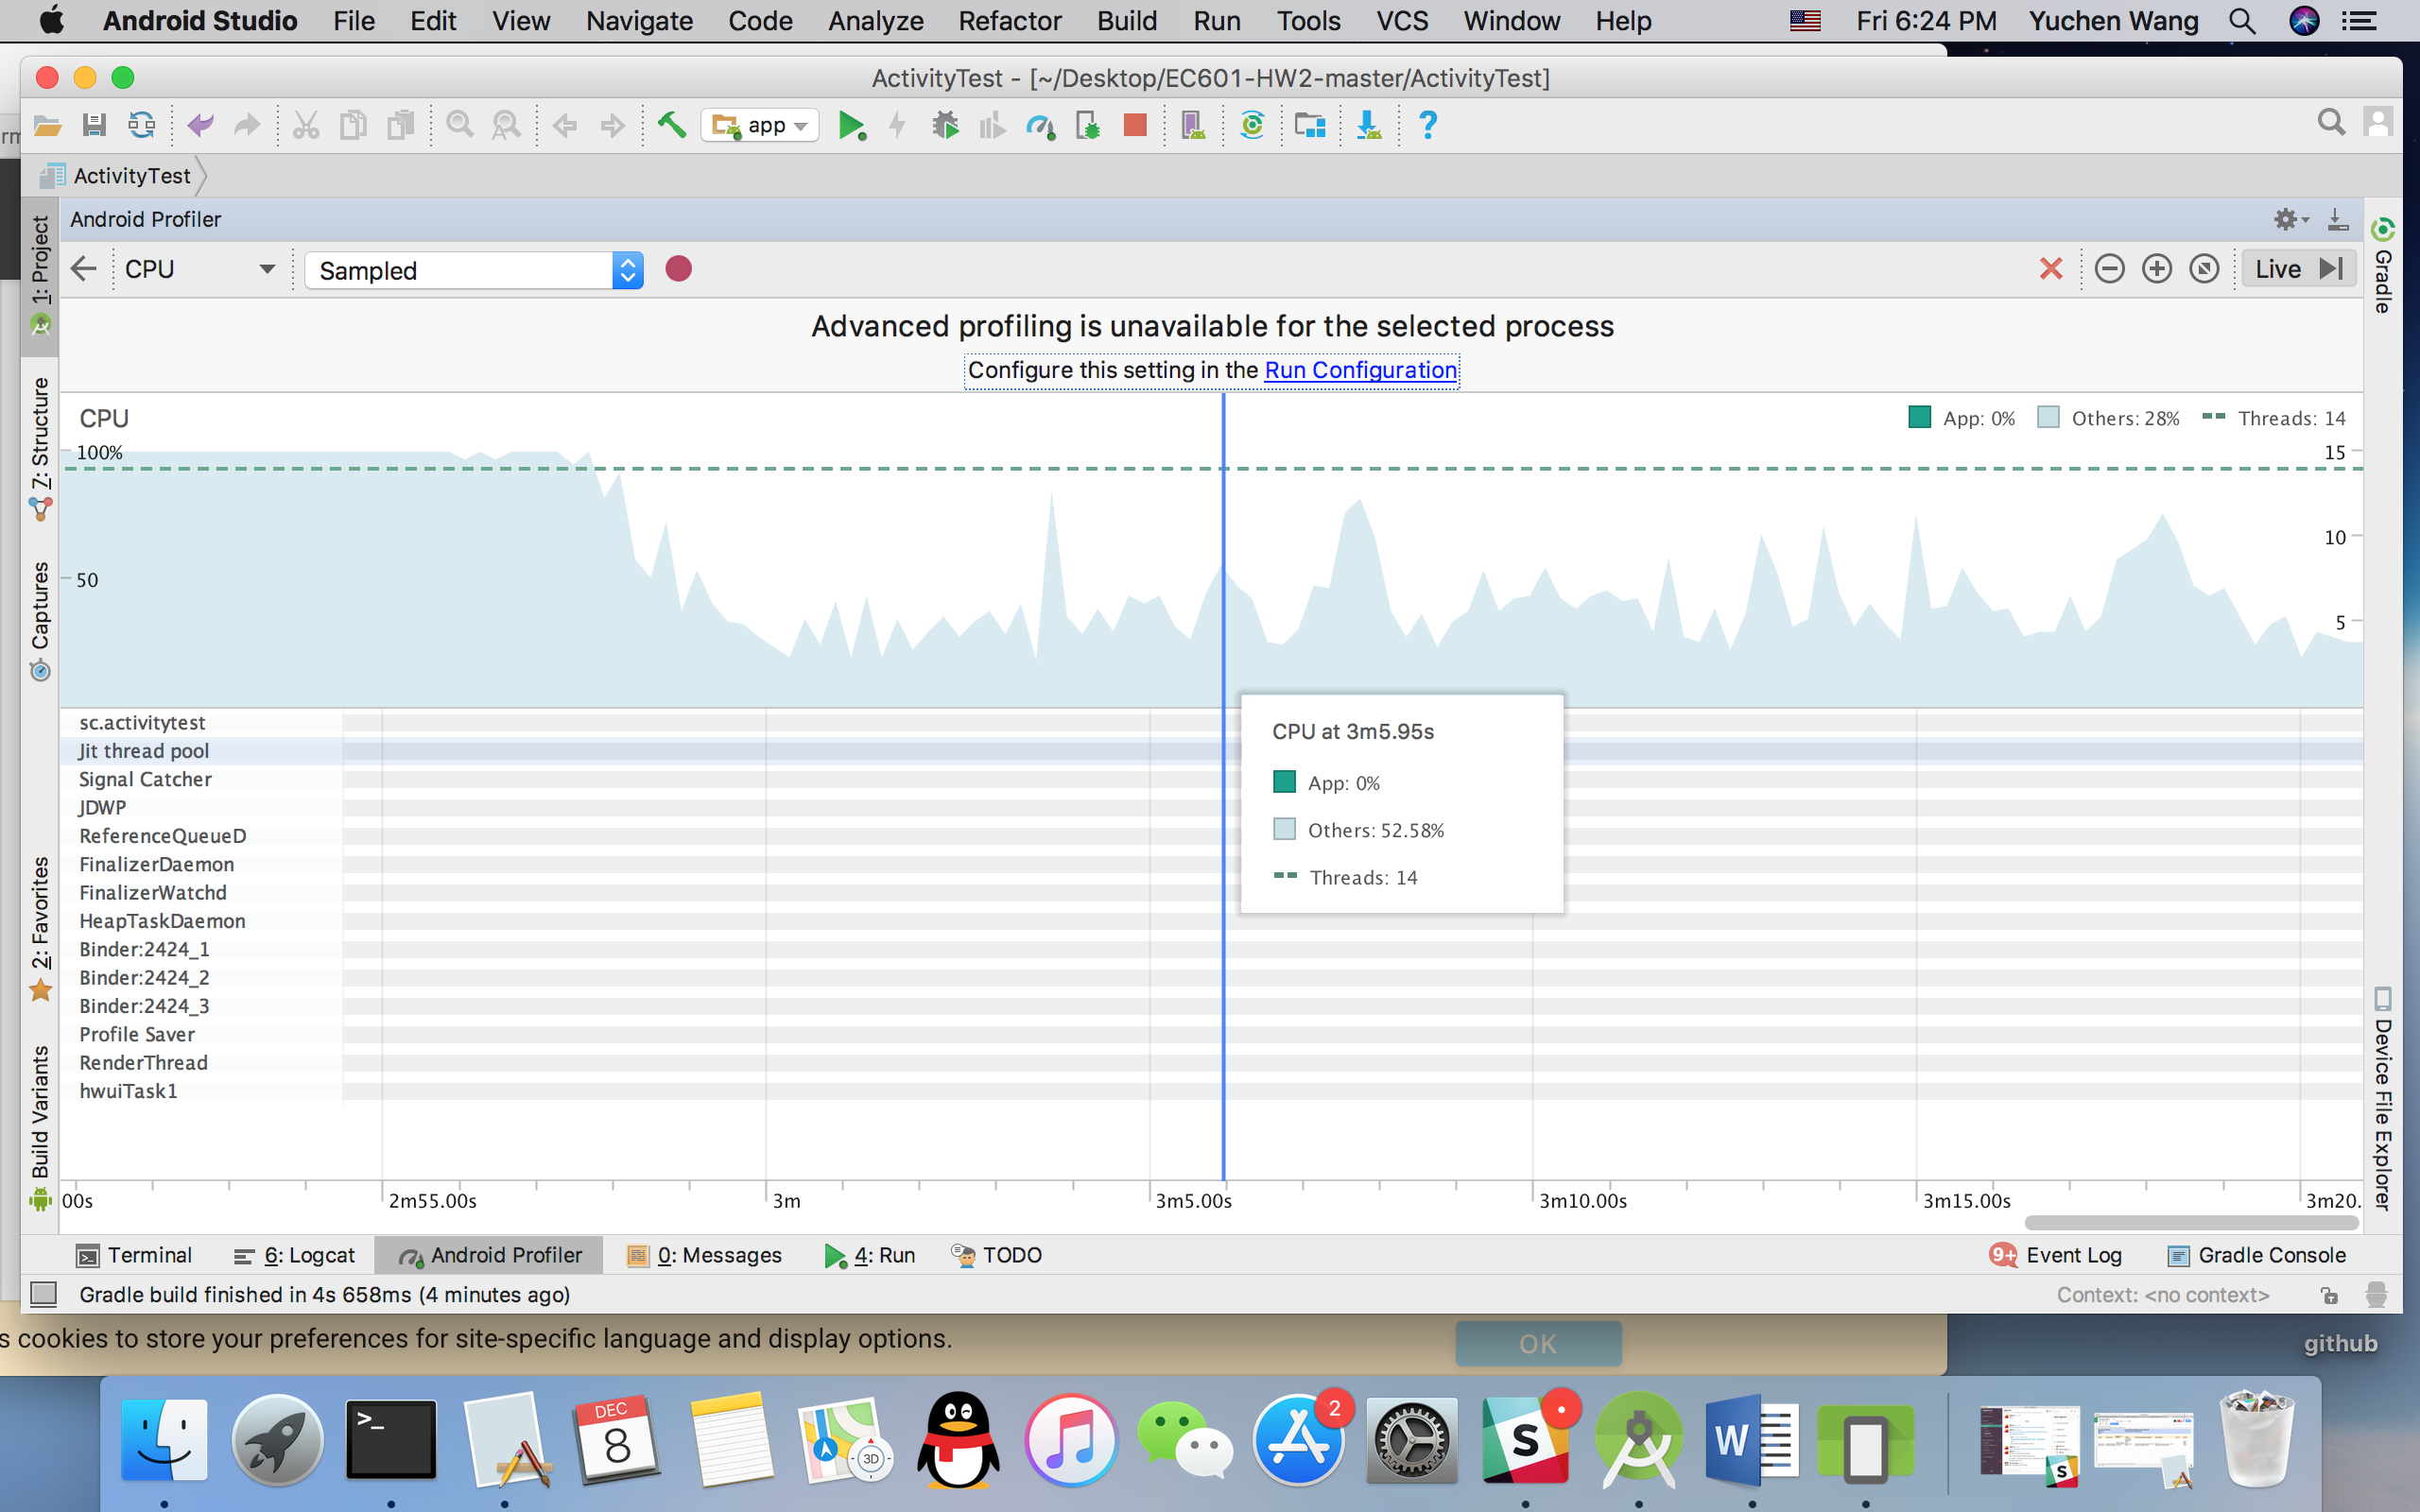 Android Studio File Edit View Navigate Code Analyze Refactor Build Run Tools VCS Window Help Fri 6:24 PM Yuchen Wang
ActivityTest - [~/Desktop/EC601-HW2-master/ActivityTest]
app
ActivityTest
Android Profiler
CPU Sampled Live
Advanced profiling is unavailable for the selected process
Configure this setting in the Run Configuration
CPU App: 0% Others: 28% Threads: 14
100% 15
10
50
5
sc.activitytest
Jit thread pool
Signal Catcher
JDWP
ReferenceQueueD
FinalizerDaemon
FinalizerWatchd
HeapTaskDaemon
Binder:2424_1
Binder:2424_2
Binder:2424_3
Profile Saver
RenderThread
hwuiTask1
CPU at 3m5.95s
App: 0%
Others: 52.58%
Threads: 14
00s 2m55.00s 3m 3m5.00s 3m10.00s 3m15.00s 3m20.
1: Project
7: Structure
Captures
2: Favorites
Build Variants
Gradle
Device File Explorer
Terminal 6: Logcat Android Profiler 0: Messages 4: Run TODO 9+ Event Log Gradle Console
Gradle build finished in 4s 658ms (4 minutes ago) Context: <no context>
s cookies to store your preferences for site-specific language and display options. OK
github
>_
DEC
8
3D
2
S
W
S